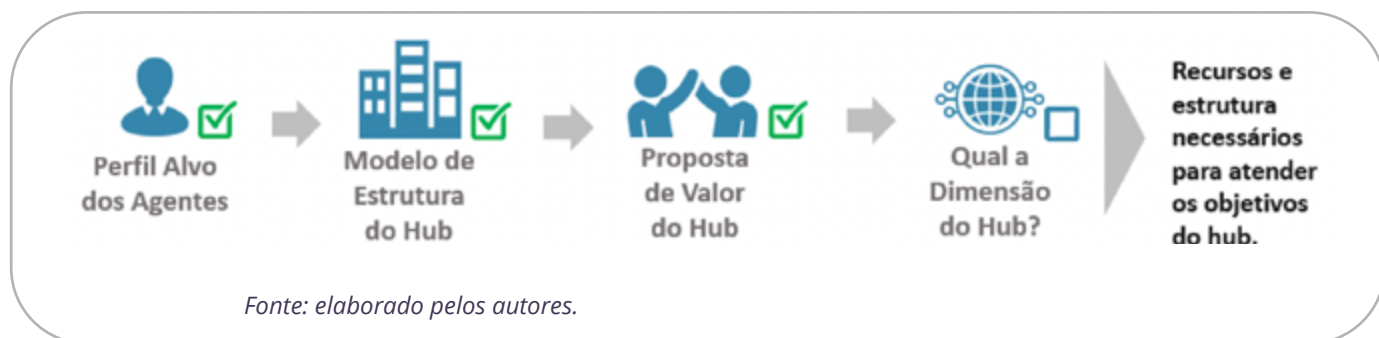 Perfil Alvo
dos Agentes
Modelo de
Estrutura
do Hub
Proposta
de Valor
do Hub
Qual a
Dimensão
do Hub?
Recursos e
estrutura
necessários
para atender
os objetivos
do hub.
Fonte: elaborado pelos autores.